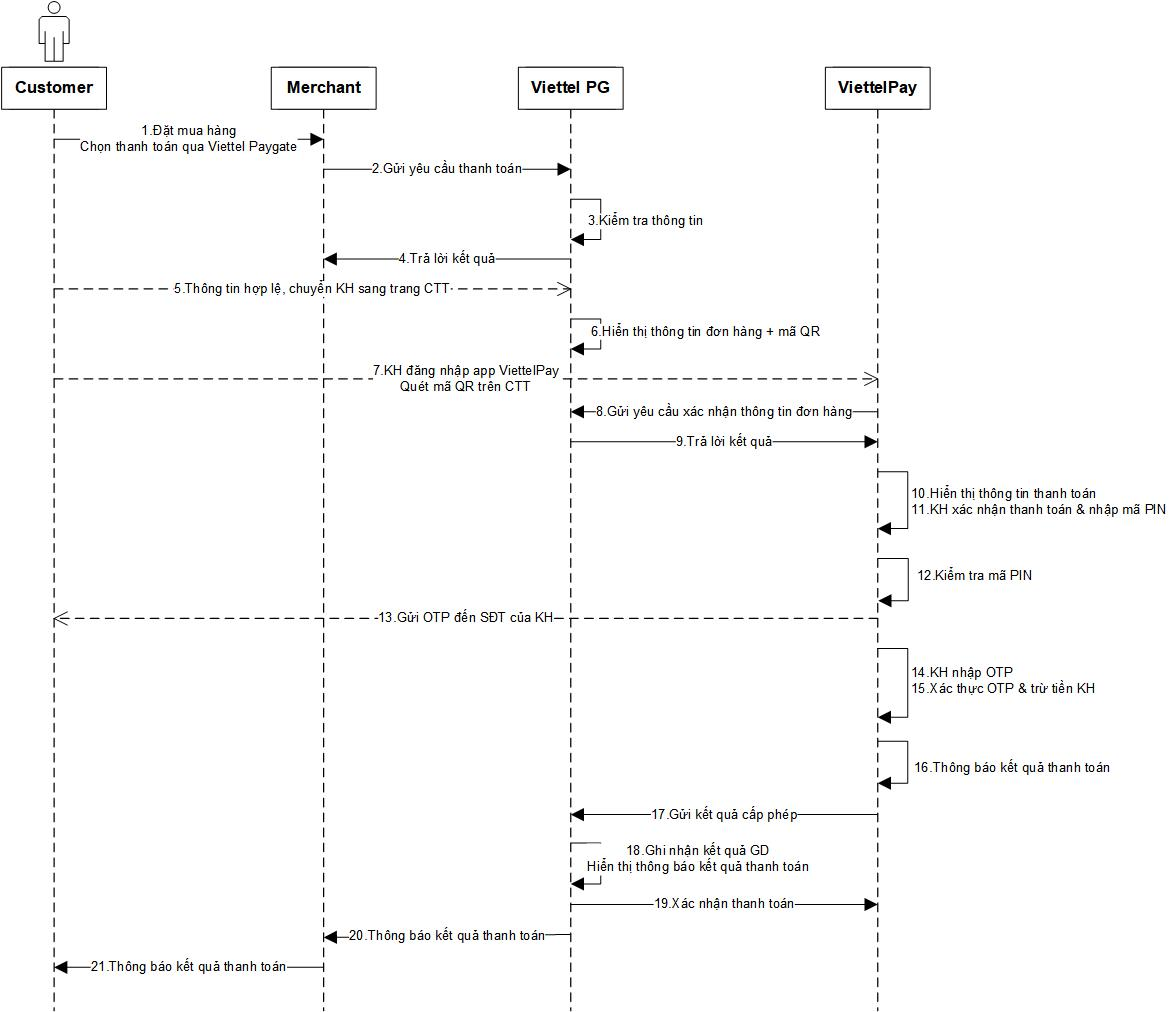 Customer
Merchant
Viettel PG
ViettelPay
1.Đặt mua hàng
Chọn thanh toán qua Viettel Paygate
2.Gửi yêu cầu thanh toán
3.Kiểm tra thông tin
4.Trả lời kết quả
5.Thông tin hợp lệ, chuyển KH sang trang CTT
6.Hiển thị thông tin đơn hàng + mã QR
7.KH đăng nhập app ViettelPay
Quét mã QR trên CTT
8.Gửi yêu cầu xác nhận thông tin đơn hàng
9.Trả lời kết quả
10.Hiển thị thông tin thanh toán
11.KH xác nhận thanh toán & nhập mã PIN
12.Kiểm tra mã PIN
13.Gửi OTP đến SĐT của KH
14.KH nhập OTP
15.Xác thực OTP & trừ tiền KH
16.Thông báo kết quả thanh toán
17.Gửi kết quả cấp phép
18.Ghi nhận kết quả GD
Hiển thị thông báo kết quả thanh toán
19.Xác nhận thanh toán
20.Thông báo kết quả thanh toán
21.Thông báo kết quả thanh toán